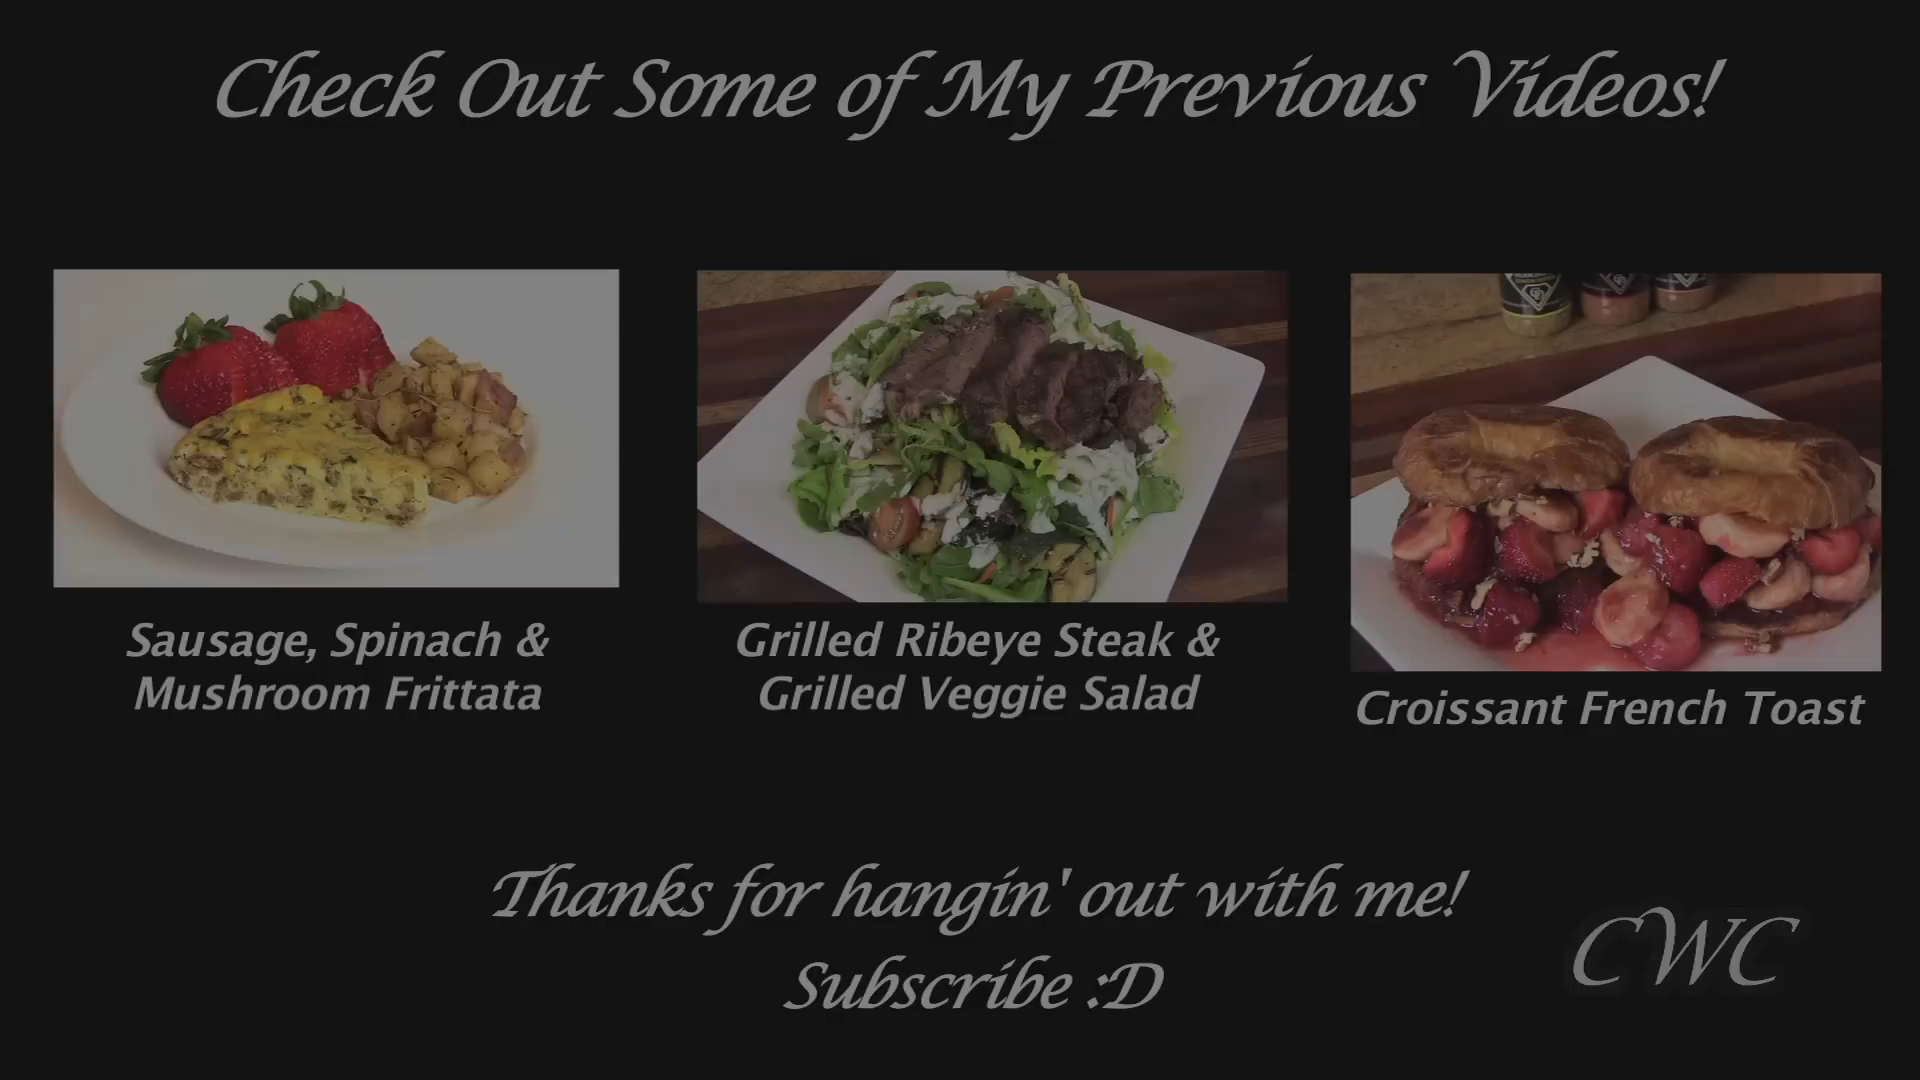 Check Out Some of My Previous Videos!
Sausage, Spinach &
Mushroom Frittata
Grilled Ribeye Steak &
Grilled Veggie Salad
Croissant French Toast
Thanks for hangin' out with me!
Subscribe :D
CWC